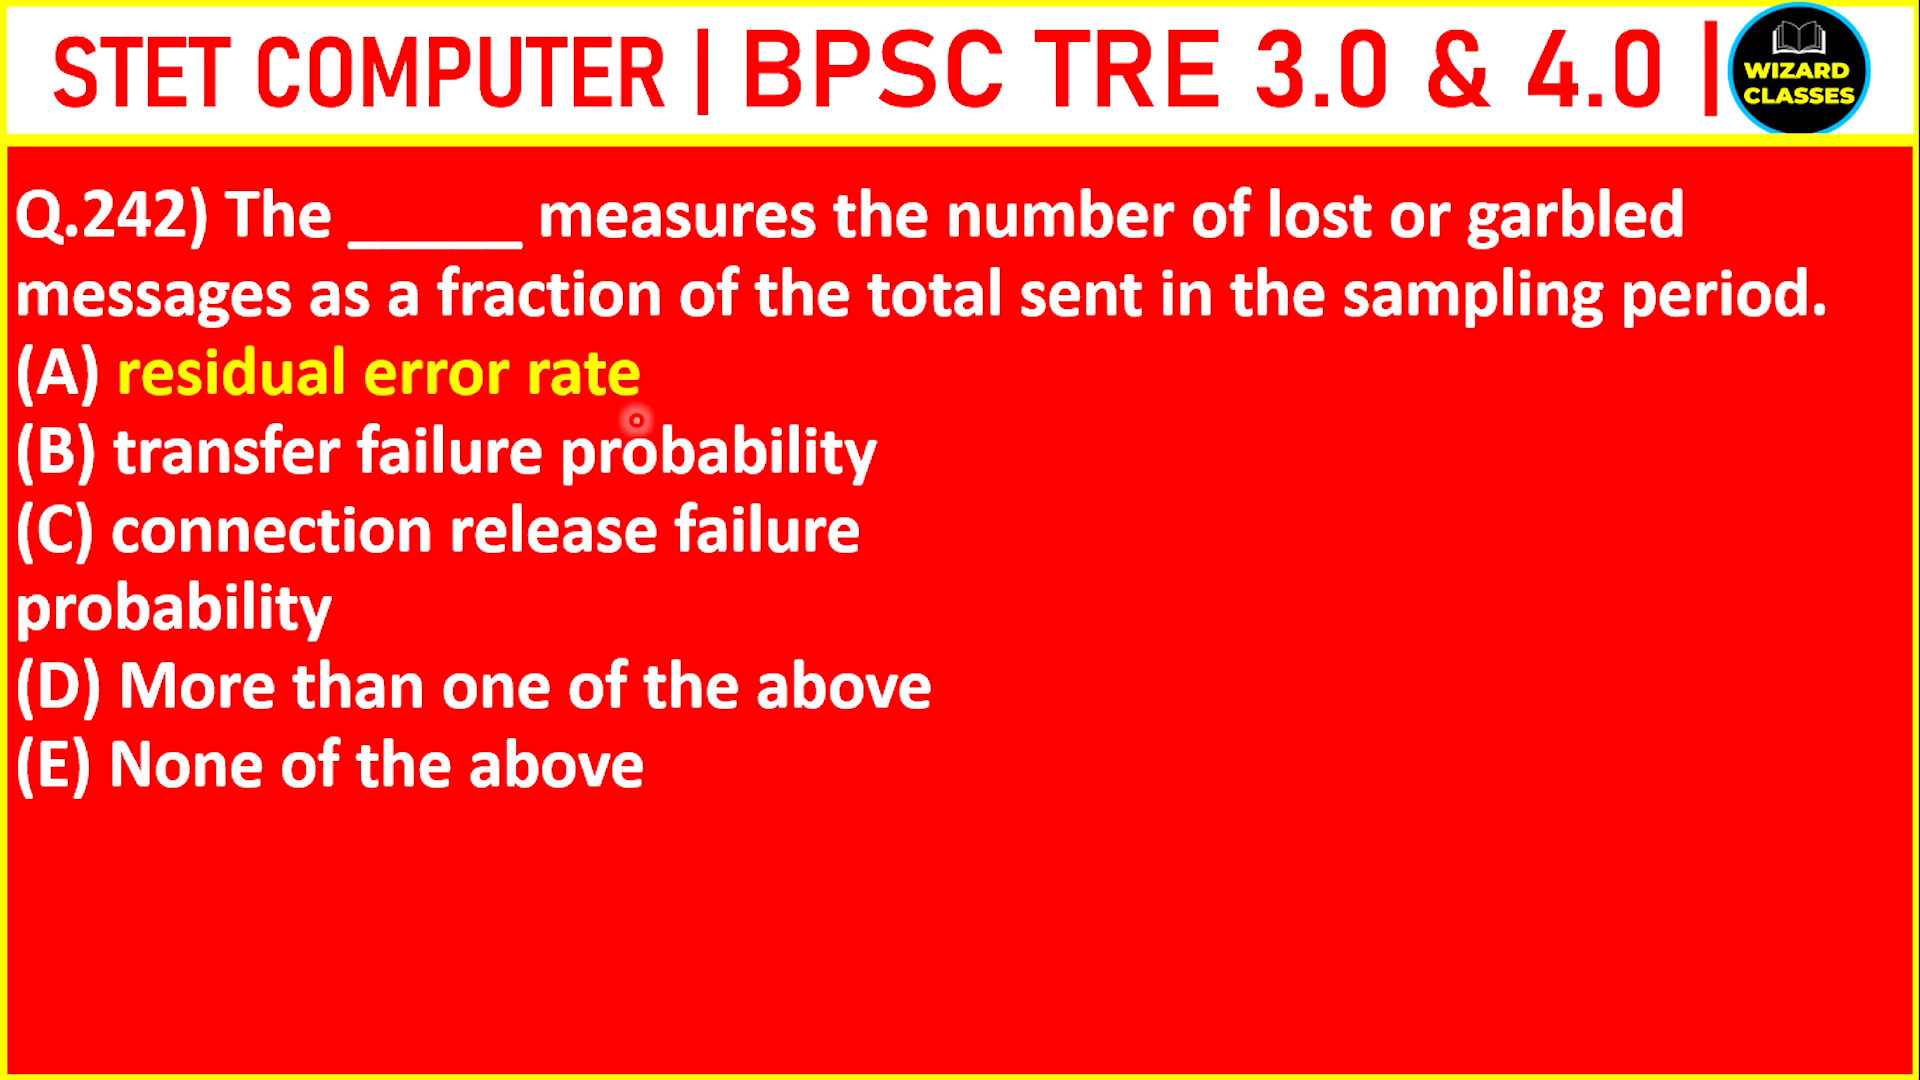 STET COMPUTER | BPSC TRE 3.0 & 4.0 |
WIZARD
CLASSES
Q.242) The _____ measures the number of lost or garbled
messages as a fraction of the total sent in the sampling period.
(A) residual error rate
(B) transfer failure probability
(C) connection release failure
probability
(D) More than one of the above
(E) None of the above